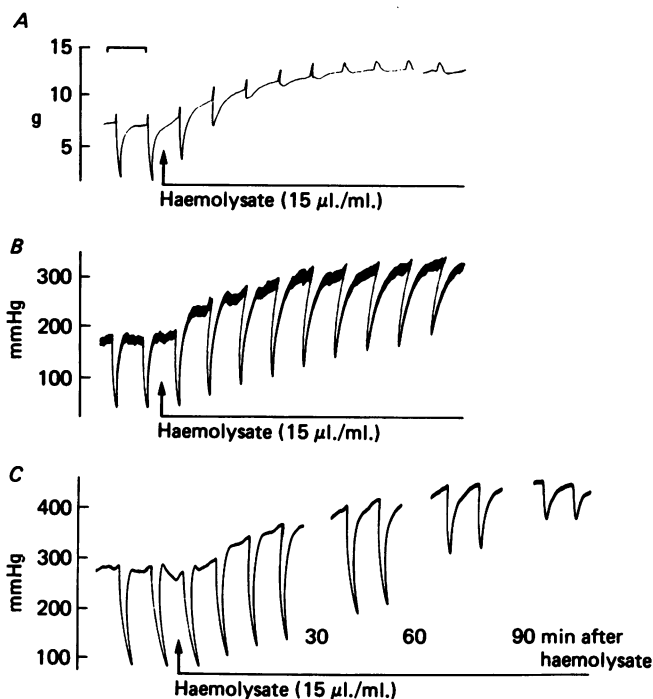 A
15
10
g
5
Haemolysate (15 µl./ml.)
B
300
mmHg
200
100
Haemolysate (15 µl./ml.)
C
400
300
mmHg
200
100
30 60 90 min after
haemolysate
Haemolysate (15 µl./ml.)